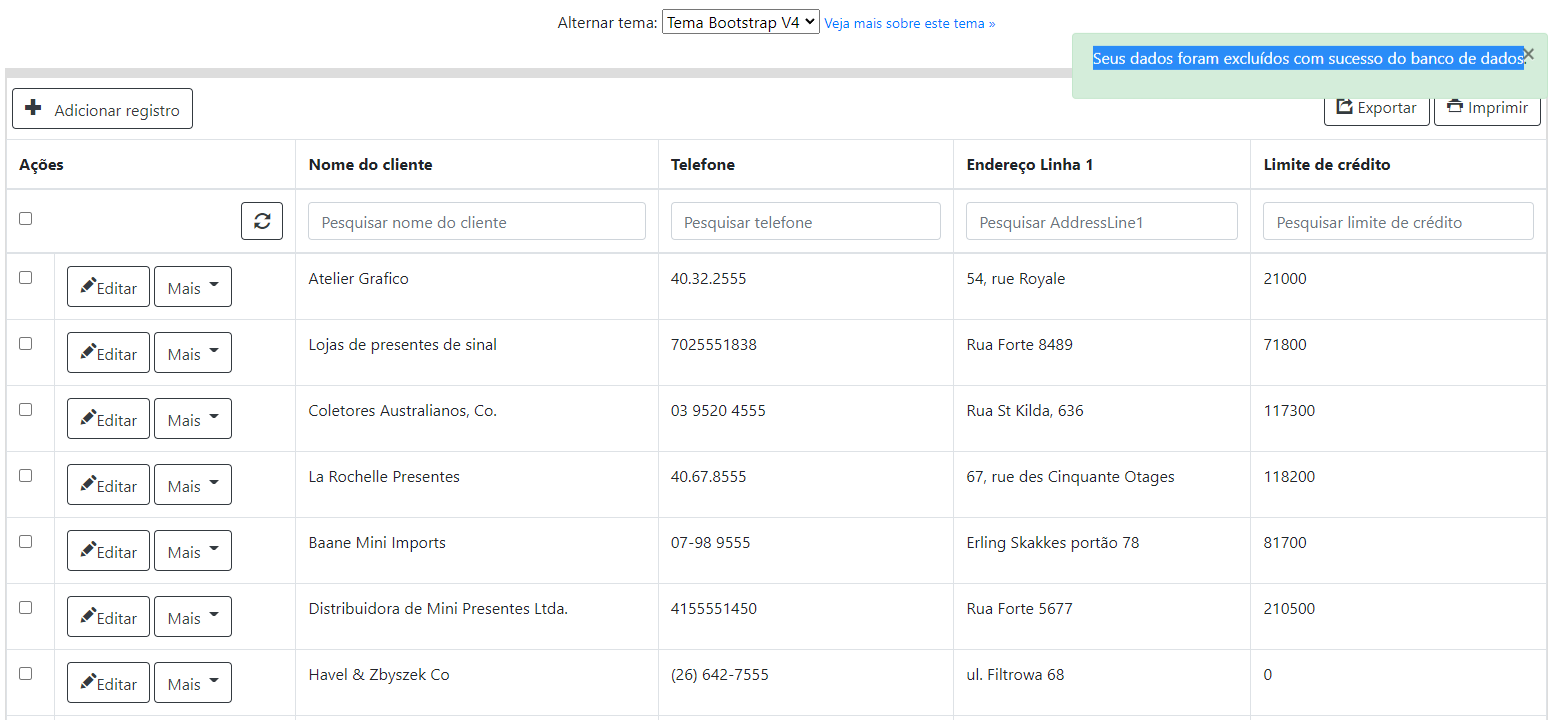 Alternar tema: Tema Bootstrap V4 Veja mais sobre este tema »
Seus dados foram excluídos com sucesso do banco de dados.
Adicionar registro Exportar Imprimir
Ações Nome do cliente Telefone Endereço Linha 1 Limite de crédito
Pesquisar nome do cliente Pesquisar telefone Pesquisar AddressLine1 Pesquisar limite de crédito
Editar Mais Atelier Grafico 40.32.2555 54, rue Royale 21000
Editar Mais Lojas de presentes de sinal 7025551838 Rua Forte 8489 71800
Editar Mais Coletores Australianos, Co. 03 9520 4555 Rua St Kilda, 636 117300
Editar Mais La Rochelle Presentes 40.67.8555 67, rue des Cinquante Otages 118200
Editar Mais Baane Mini Imports 07-98 9555 Erling Skakkes portão 78 81700
Editar Mais Distribuidora de Mini Presentes Ltda. 4155551450 Rua Forte 5677 210500
Editar Mais Havel & Zbyszek Co (26) 642-7555 ul. Filtrowa 68 0